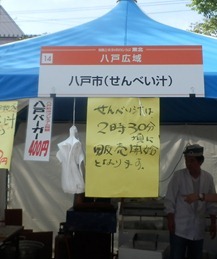 14
八戸広域
八戸市(せんべい汁)
八戸バーガー
400円
せんべい汁は
2時30分
頃に
販売開始
となります。